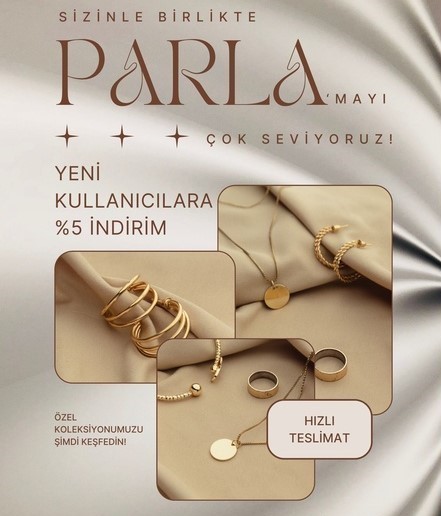 SİZİNLE BİRLİKTE
PARLA'MAYI
ÇOK SEVİYORUZ!
YENİ
KULLANICILARA
%5 İNDİRİM
ÖZEL
KOLEKSİYONUMUZU
ŞİMDİ KEŞFEDİN!
HIZLI
TESLİMAT